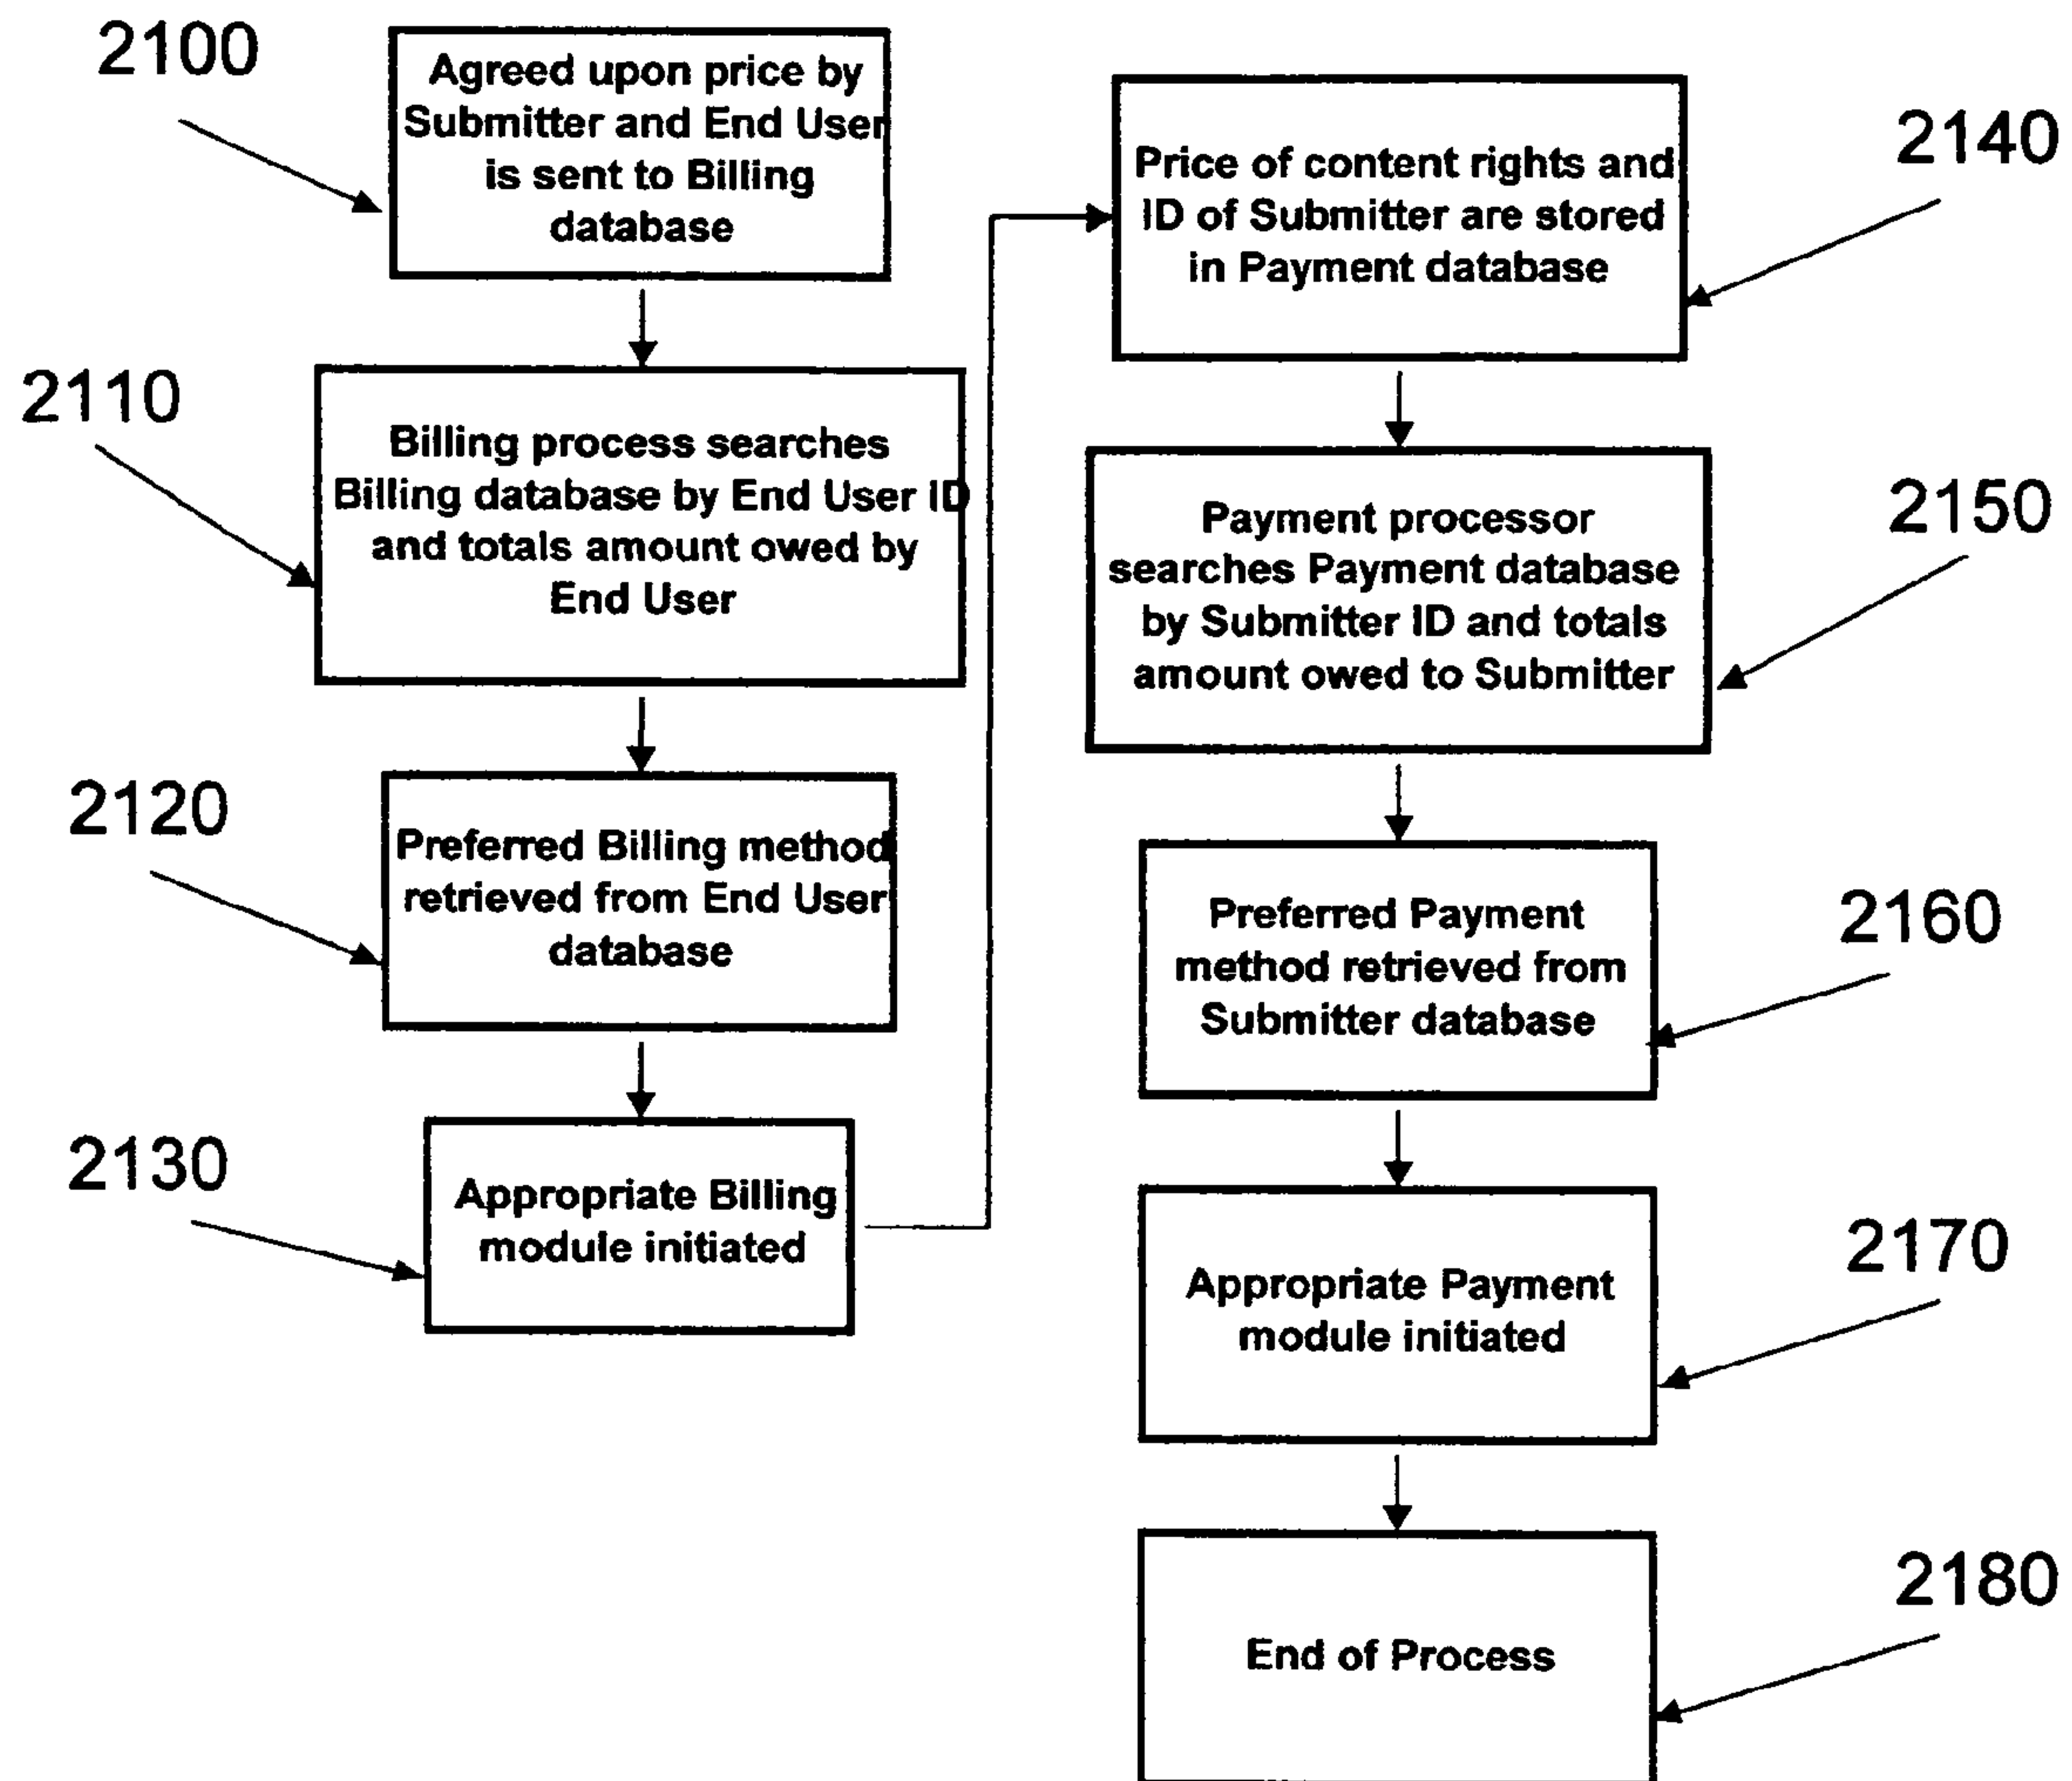 2100
Agreed upon price by
Submitter and End User
is sent to Billing
database
2110
Billing process searches
Billing database by End User ID
and totals amount owed by
End User
2120
Preferred Billing method
retrieved from End User
database
2130
Appropriate Billing
module initiated
2140
Price of content rights and
ID of Submitter are stored
in Payment database
2150
Payment processor
searches Payment database
by Submitter ID and totals
amount owed to Submitter
2160
Preferred Payment
method retrieved from
Submitter database
2170
Appropriate Payment
module initiated
2180
End of Process